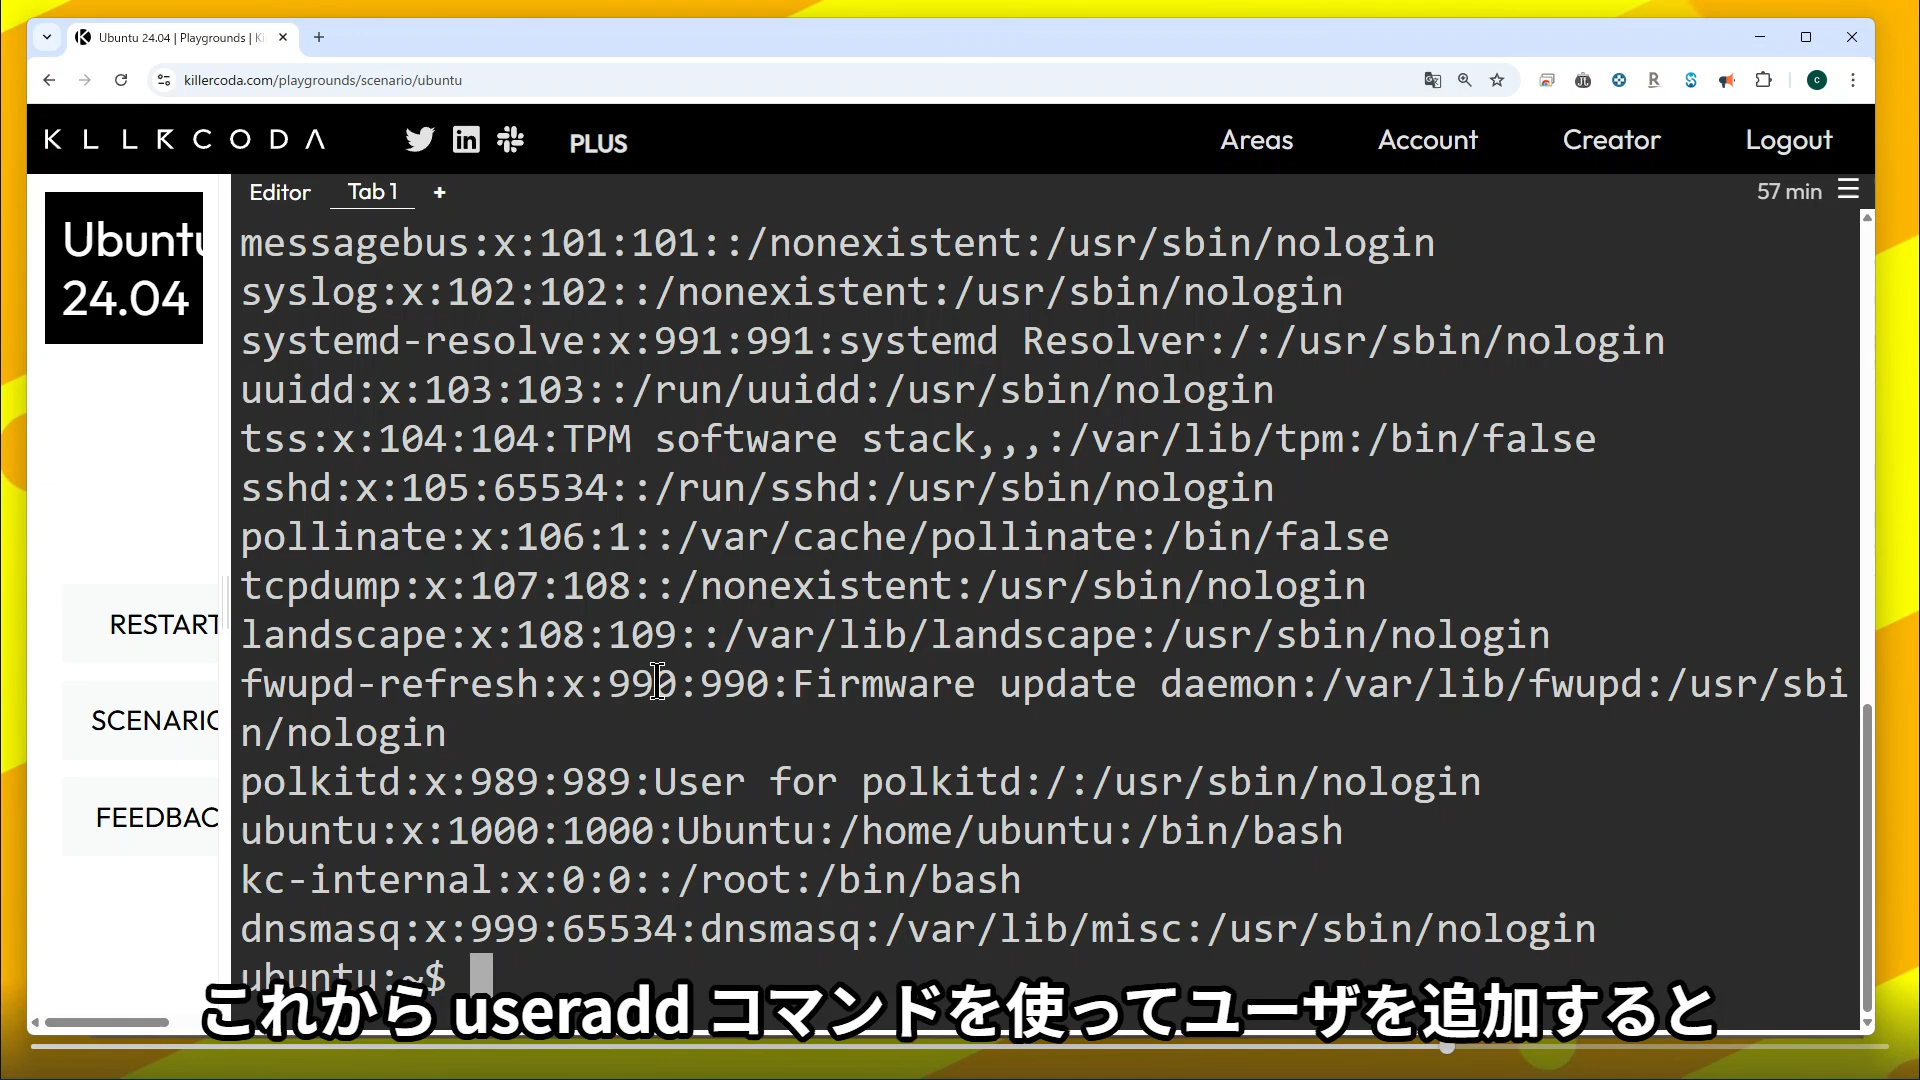 Ubuntu 24.04 | Playgrounds | Ki
killercoda.com/playgrounds/scenario/ubuntu
KLLRCODA
PLUS
Areas
Account
Creator
Logout
Editor
Tab 1
+
57 min
Ubuntu
24.04
RESTART
SCENARIO
FEEDBAC
messagebus:x:101:101::/nonexistent:/usr/sbin/nologin
syslog:x:102:102::/nonexistent:/usr/sbin/nologin
systemd-resolve:x:991:991:systemd Resolver:/:/usr/sbin/nologin
uuidd:x:103:103::/run/uuidd:/usr/sbin/nologin
tss:x:104:104:TPM software stack,,,:/var/lib/tpm:/bin/false
sshd:x:105:65534::/run/sshd:/usr/sbin/nologin
pollinate:x:106:1::/var/cache/pollinate:/bin/false
tcpdump:x:107:108::/nonexistent:/usr/sbin/nologin
landscape:x:108:109::/var/lib/landscape:/usr/sbin/nologin
fwupd-refresh:x:990:990:Firmware update daemon:/var/lib/fwupd:/usr/sbi
n/nologin
polkitd:x:989:989:User for polkitd:/:/usr/sbin/nologin
ubuntu:x:1000:1000:Ubuntu:/home/ubuntu:/bin/bash
kc-internal:x:0:0::/root:/bin/bash
dnsmasq:x:999:65534:dnsmasq:/var/lib/misc:/usr/sbin/nologin
ubuntu:~$
これから useradd コマンドを使ってユーザを追加すると